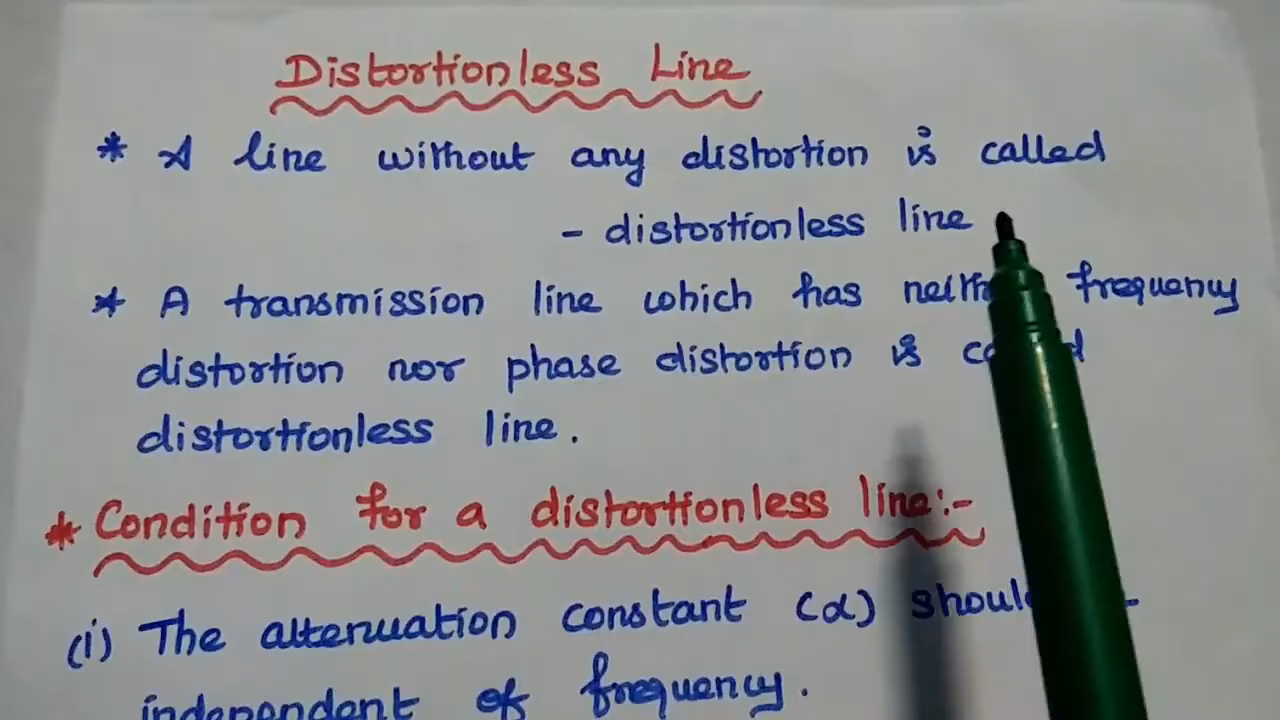 Distortionless Line
* A line without any distortion is called
- distortionless line
* A transmission line which has frequency
distortion nor phase distortion is
distortionless line.
* Condition for a distortionless line:-
(i) The attenuation constant (α)
independent of frequency.